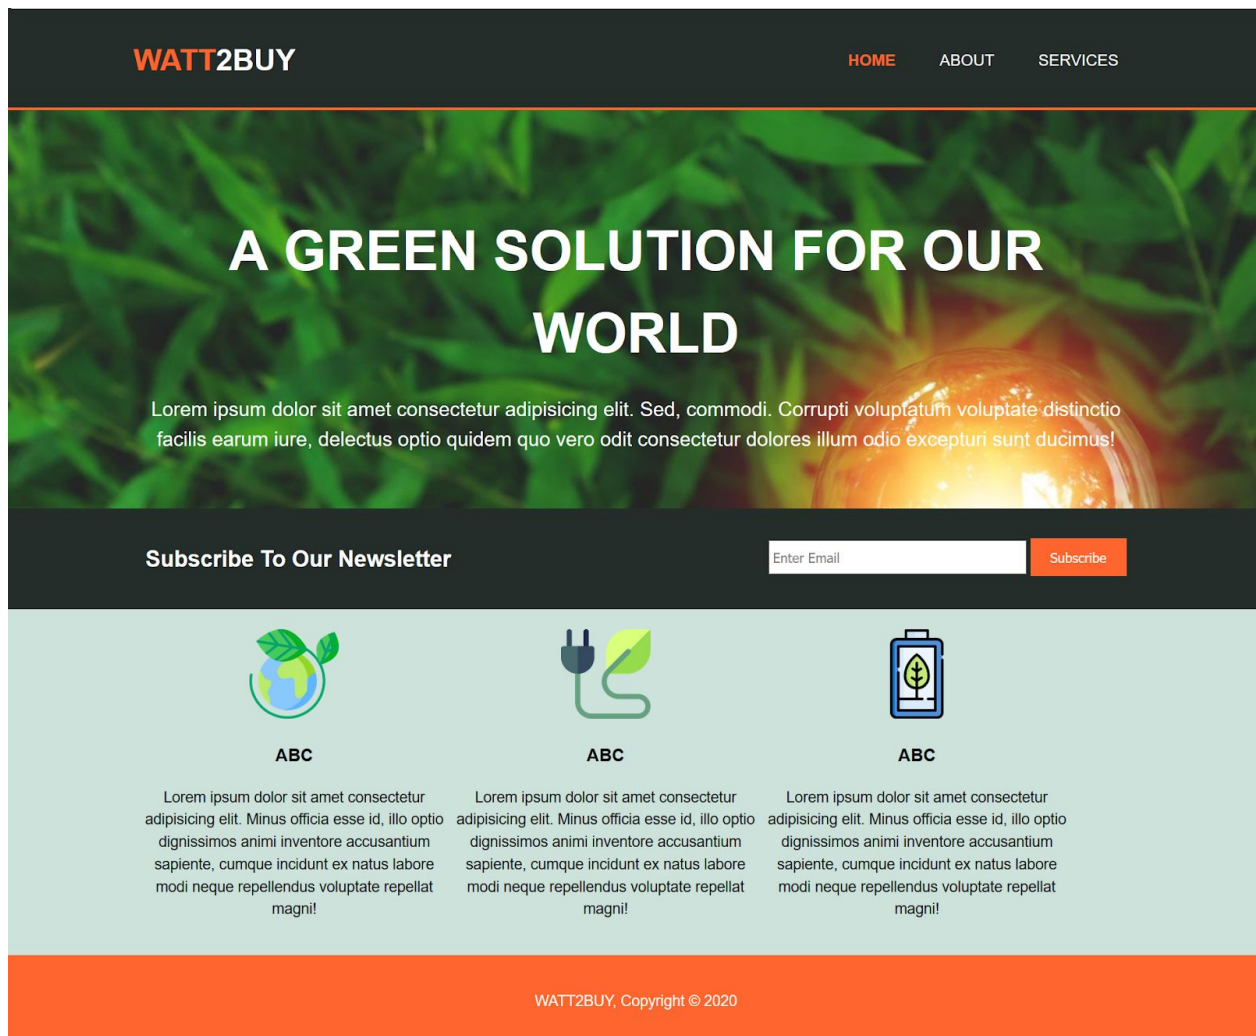 WATT2BUY
HOME ABOUT SERVICES
A GREEN SOLUTION FOR OUR
WORLD
Lorem ipsum dolor sit amet consectetur adipisicing elit. Sed, commodi. Corrupti voluptatum voluptate distinctio
facilis earum iure, delectus optio quidem quo vero odit consectetur dolores illum odio excepturi sunt ducimus!
Subscribe To Our Newsletter
Enter Email
Subscribe
ABC
Lorem ipsum dolor sit amet consectetur
adipisicing elit. Minus officia esse id, illo optio
dignissimos animi inventore accusantium
sapiente, cumque incidunt ex natus labore
modi neque repellendus voluptate repellat
magni!
ABC
Lorem ipsum dolor sit amet consectetur
adipisicing elit. Minus officia esse id, illo optio
dignissimos animi inventore accusantium
sapiente, cumque incidunt ex natus labore
modi neque repellendus voluptate repellat
magni!
ABC
Lorem ipsum dolor sit amet consectetur
adipisicing elit. Minus officia esse id, illo optio
dignissimos animi inventore accusantium
sapiente, cumque incidunt ex natus labore
modi neque repellendus voluptate repellat
magni!
WATT2BUY, Copyright © 2020